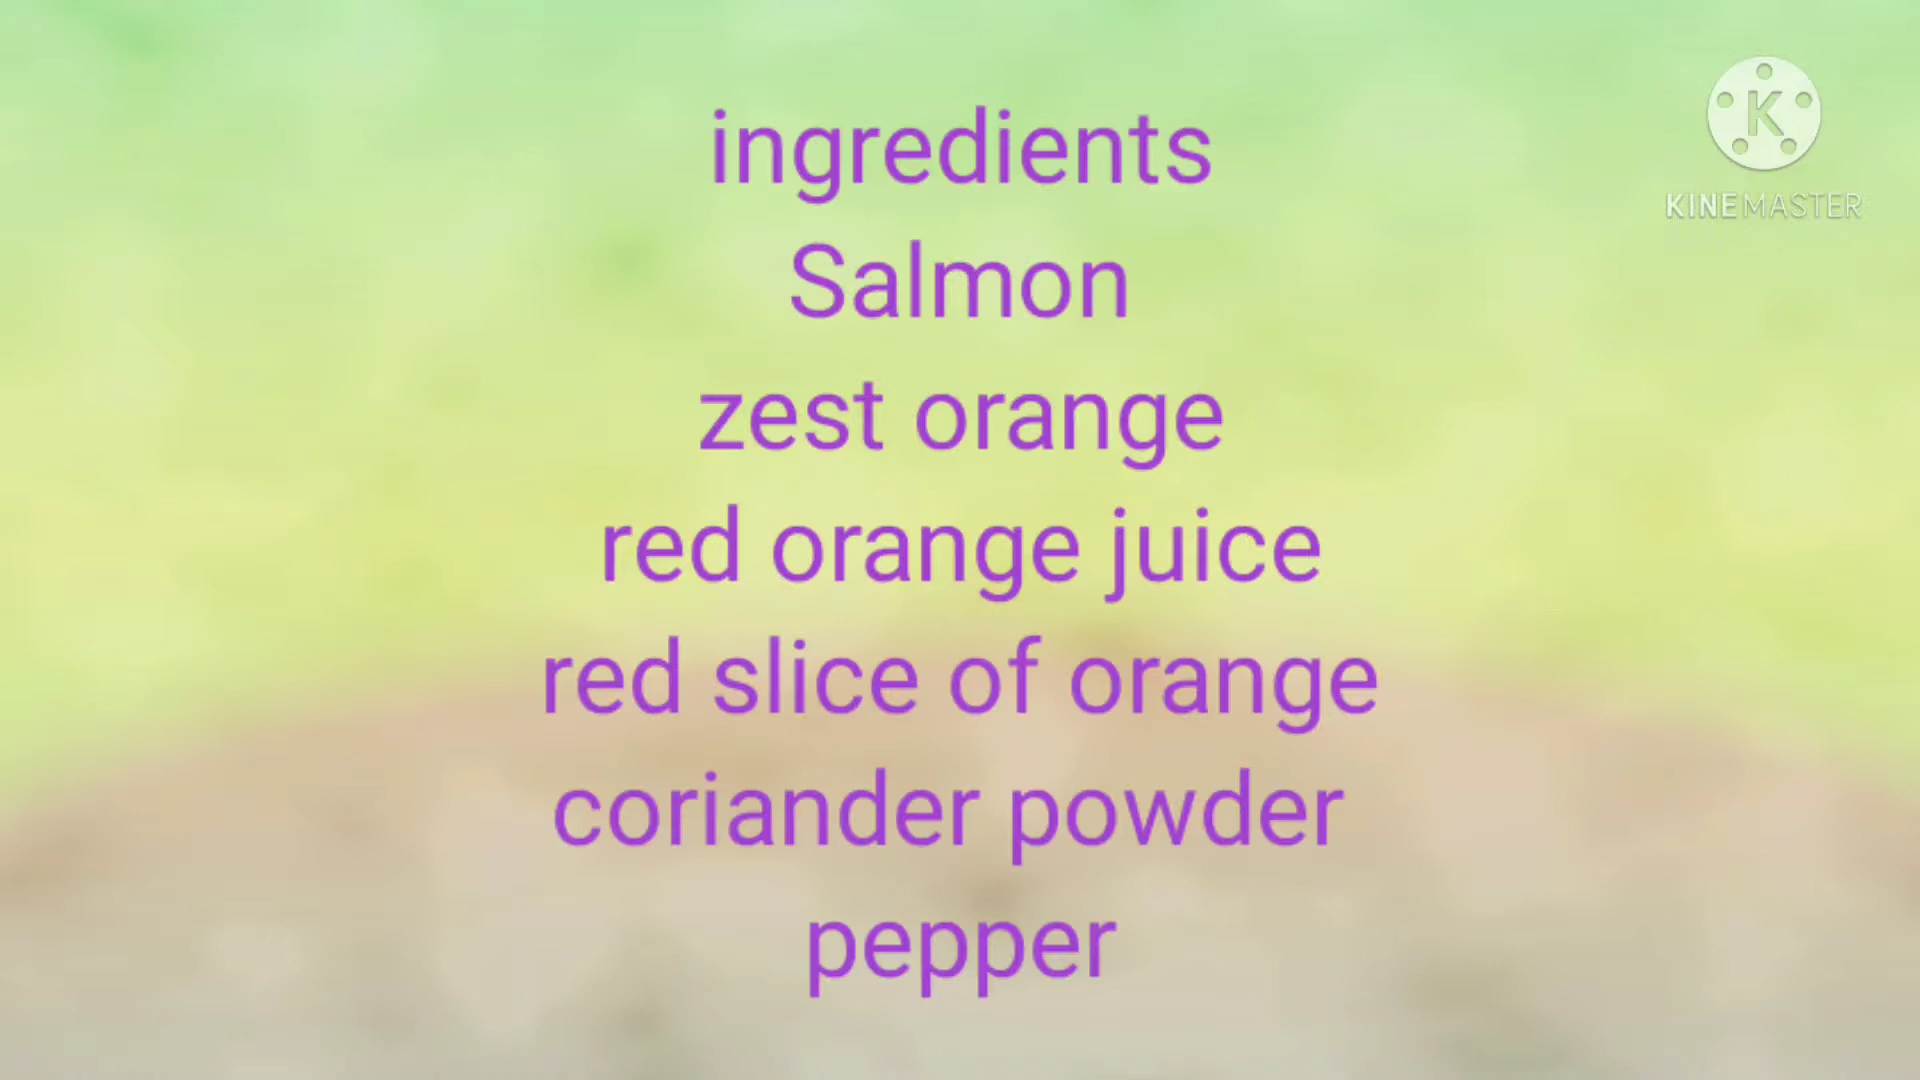 ingredients
Salmon
zest orange
red orange juice
red slice of orange
coriander powder
pepper
K
KINEMASTER